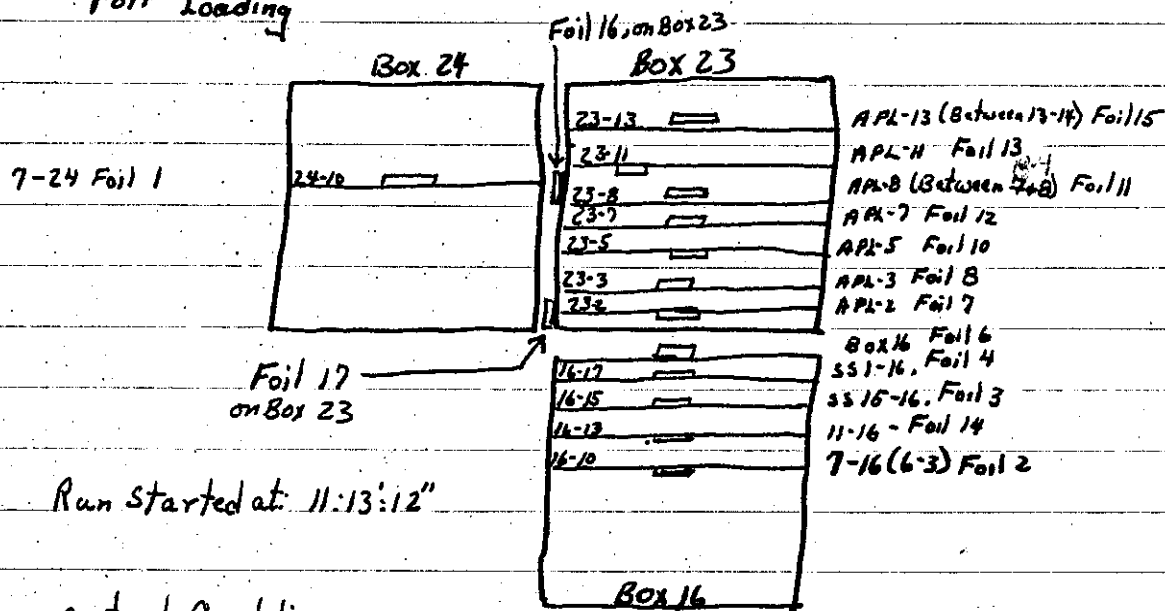 Foil Loading
Foil 16, on Box 23
Box 24
Box 23
23-13
APL-13 (Between 13-14) Foil 15
23-11
APL-11 Foil 13
7-24 Foil 1
24-10
23-8
APL-8 (Between 7+8) Foil 11
23-7
APL-7 Foil 12
23-5
APL-5 Foil 10
23-3
APL-3 Foil 8
23-2
APL-2 Foil 7
Box 16 Foil 6
Foil 17
on Box 23
16-17
SS1-16, Foil 4
16-15
SS 15-16, Foil 3
16-13
11-16 - Foil 14
16-10
7-16 (6-3) Foil 2
Run Started at: 11:13':12"
Box 16